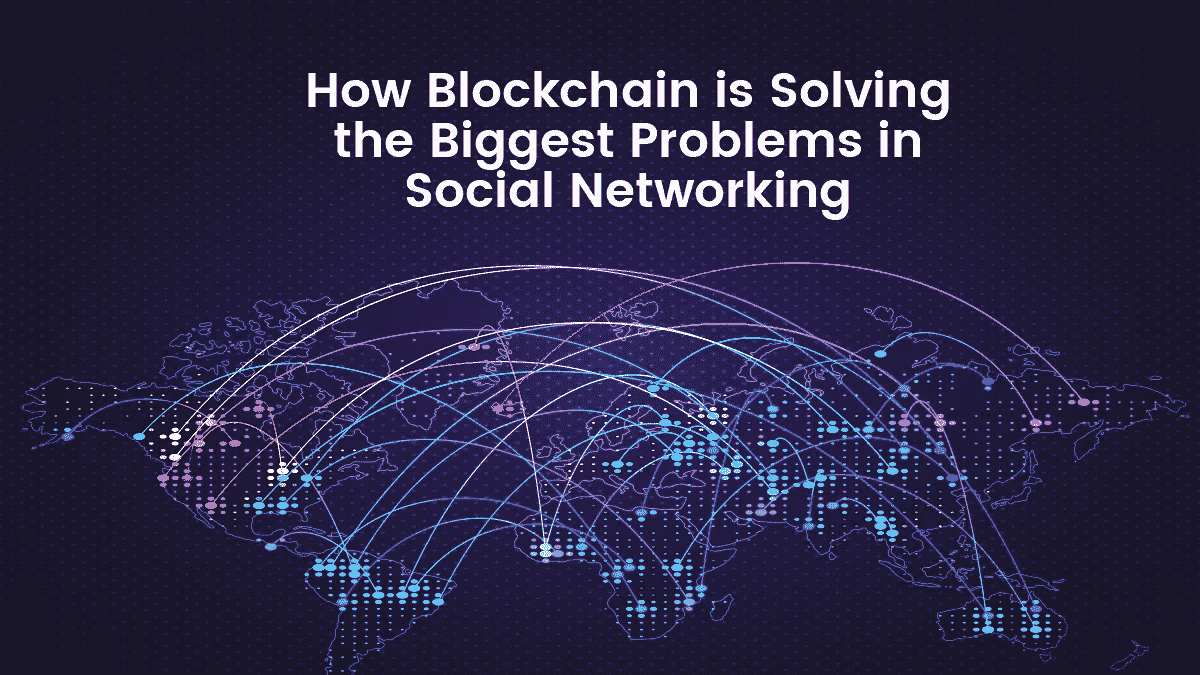 How Blockchain is Solving
the Biggest Problems in
Social Networking